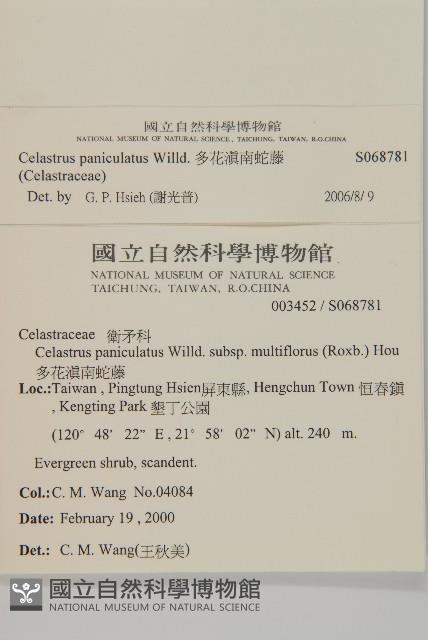 國立自然科學博物館
NATIONAL MUSEUM OF NATURAL SCIENCE, TAICHUNG, TAIWAN, R.O.CHINA
Celastrus paniculatus Willd. 多花滇南蛇藤 S068781
(Celastraceae)
Det. by G. P. Hsieh (謝光普) 2006/8/ 9
國立自然科學博物館
NATIONAL MUSEUM OF NATURAL SCIENCE
TAICHUNG, TAIWAN, R.O.CHINA
003452 / S068781
Celastraceae 衛矛科
Celastrus paniculatus Willd. subsp. multiflorus (Roxb.) Hou
多花滇南蛇藤
Loc.:Taiwan , Pingtung Hsien屏東縣, Hengchun Town 恒春鎮
, Kengting Park 墾丁公園
(120° 48' 22" E , 21° 58' 02" N) alt. 240 m.
Evergreen shrub, scandent.
Col.: C. M. Wang No.04084
Date: February 19 , 2000
Det.: C. M. Wang(王秋美)
國立自然科學博物館
NATIONAL MUSEUM OF NATURAL SCIENCE